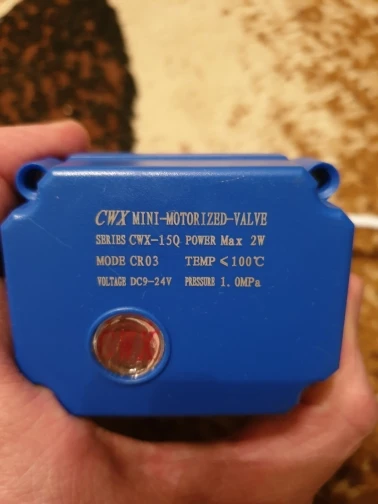 CWX MINI-MOTORIZED-VALVE
SERIES CWX-15Q POWER Max 2W
MODE CR03 TEMP ≤100℃
VOLTAGE DC9-24V PRESSURE 1.0MPa